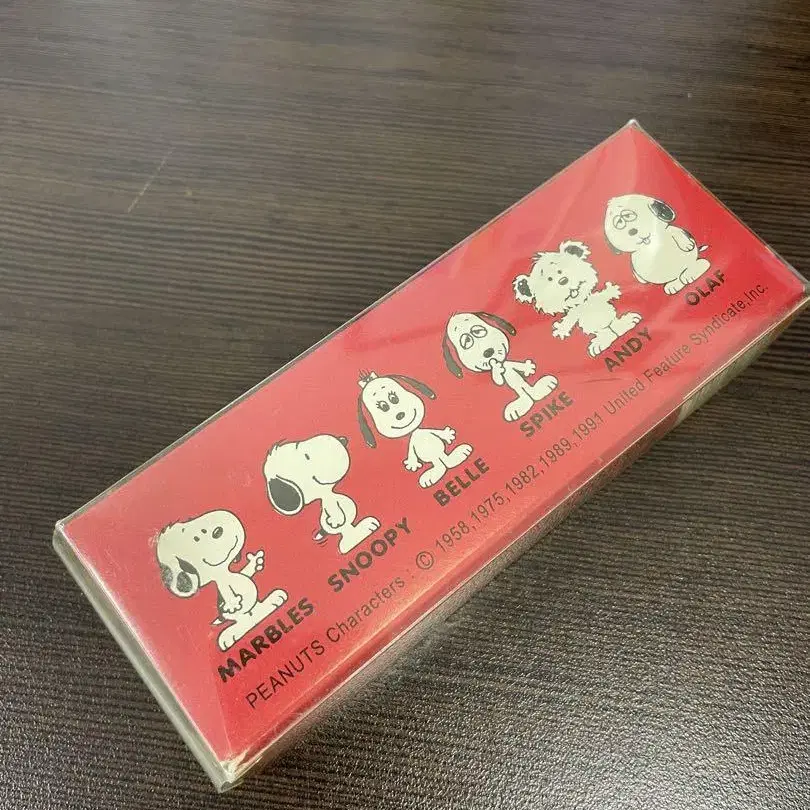 MARBLES SNOOPY BELLE SPIKE ANDY OLAF
PEANUTS Characters : © 1958,1975,1982,1989,1991 United Feature Syndicate,Inc.